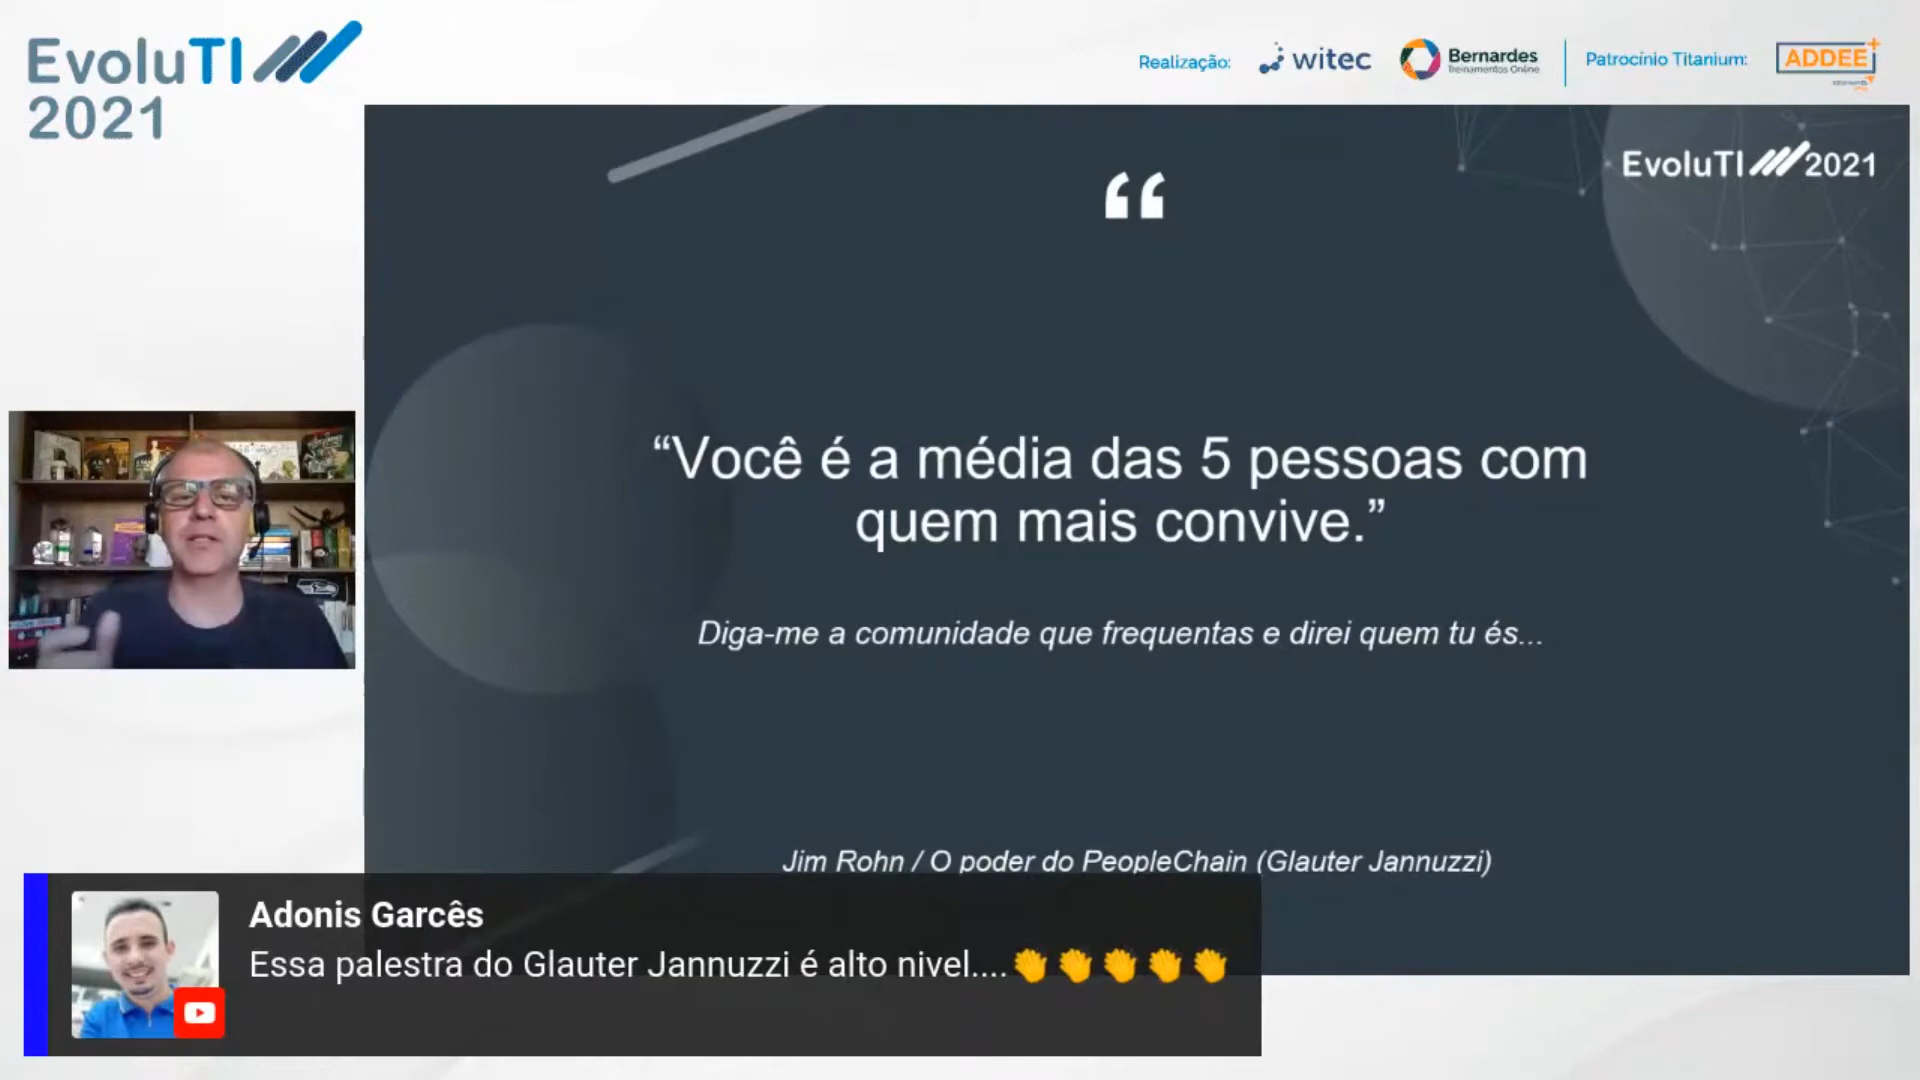 EvoluTI
2021
Realização:
witec
Bernardes
Treinamentos Online
Patrocínio Titanium:
ADDEE
EvoluTI 2021
“
“Você é a média das 5 pessoas com
quem mais convive.”
Diga-me a comunidade que frequentas e direi quem tu és...
Jim Rohn / O poder do PeopleChain (Glauter Jannuzzi)
Adonis Garcês
Essa palestra do Glauter Jannuzzi é alto nivel....👏👏👏👏👏